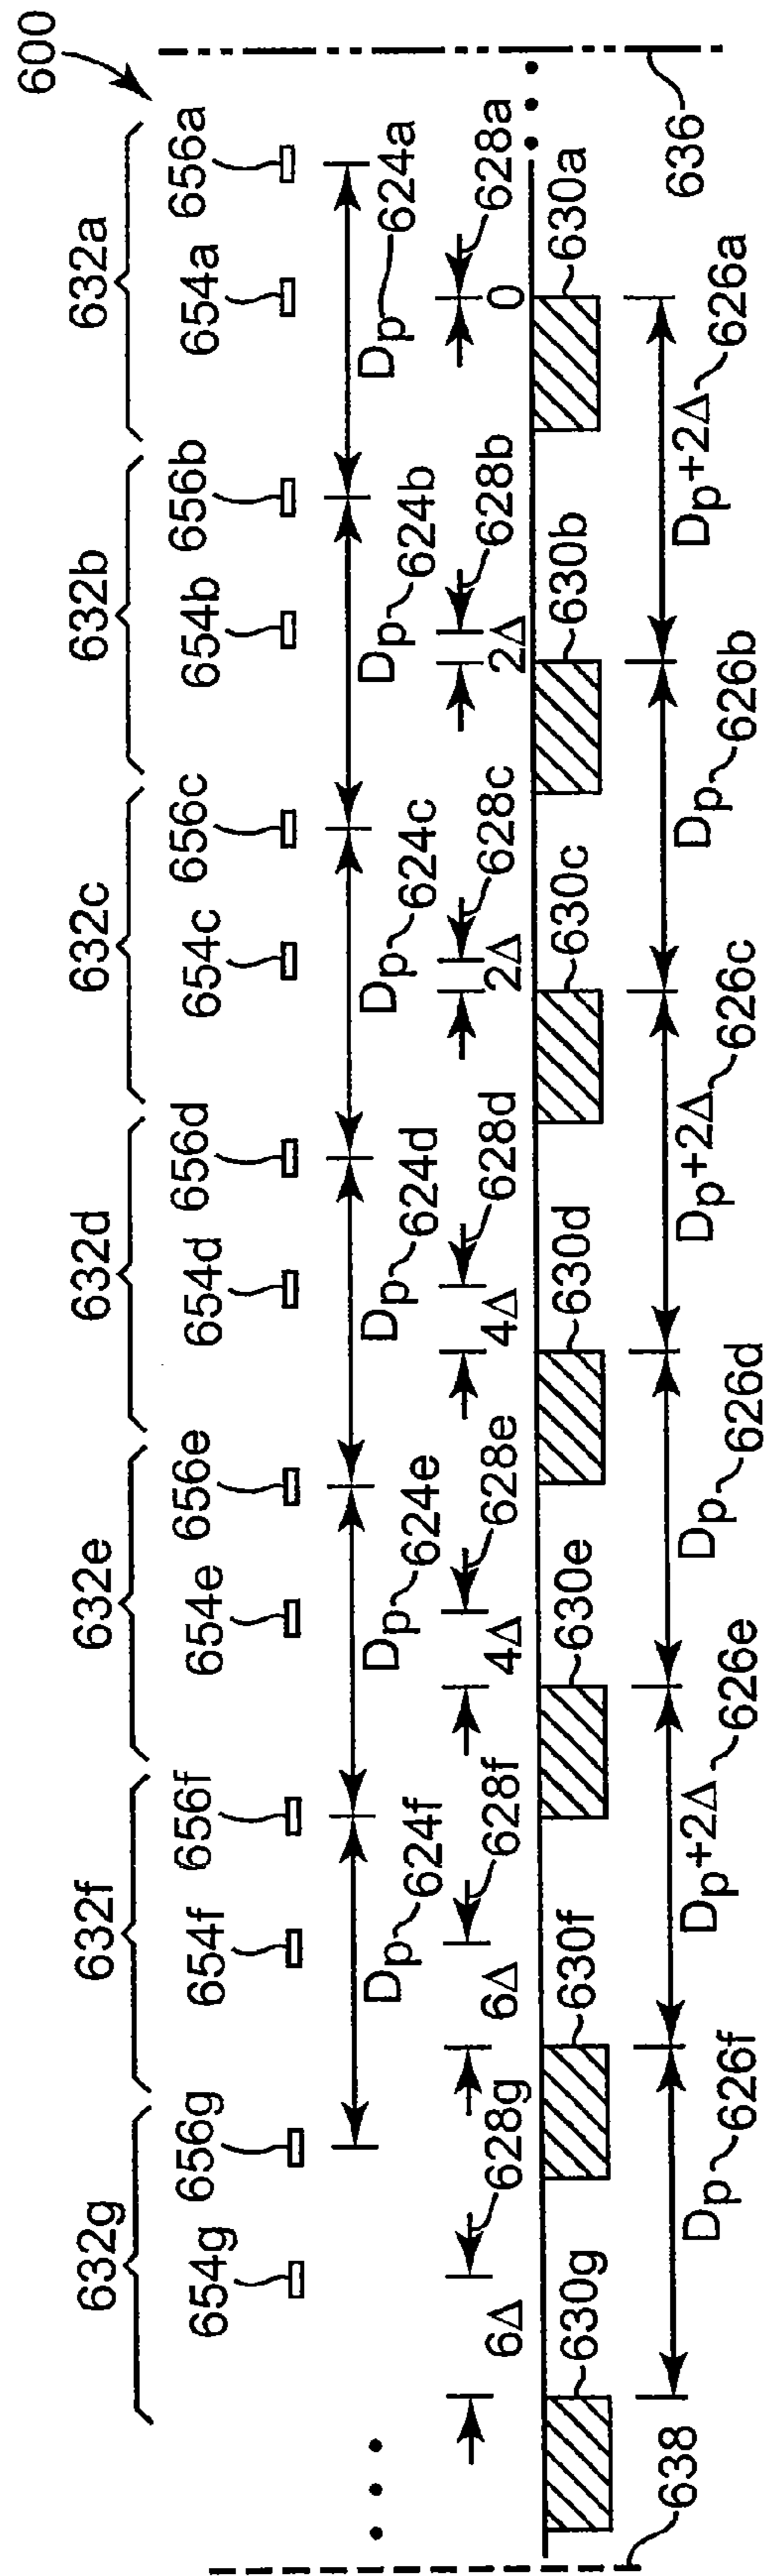 600
632g 632f 632e 632d 632c 632b 632a
654g 656g 654f 656f 654e 656e 654d 656d 654c 656c 654b 656b 654a 656a
Dp 624f Dp 624e Dp 624d Dp 624c Dp 624b Dp 624a
628g 628f 628e 628d 628c 628b 628a
6Δ 6Δ 4Δ 4Δ 2Δ 2Δ 0
630g 630f 630e 630d 630c 630b 630a
Dp 626f Dp+2Δ 626e Dp 626d Dp+2Δ 626c Dp 626b Dp+2Δ 626a
638 636